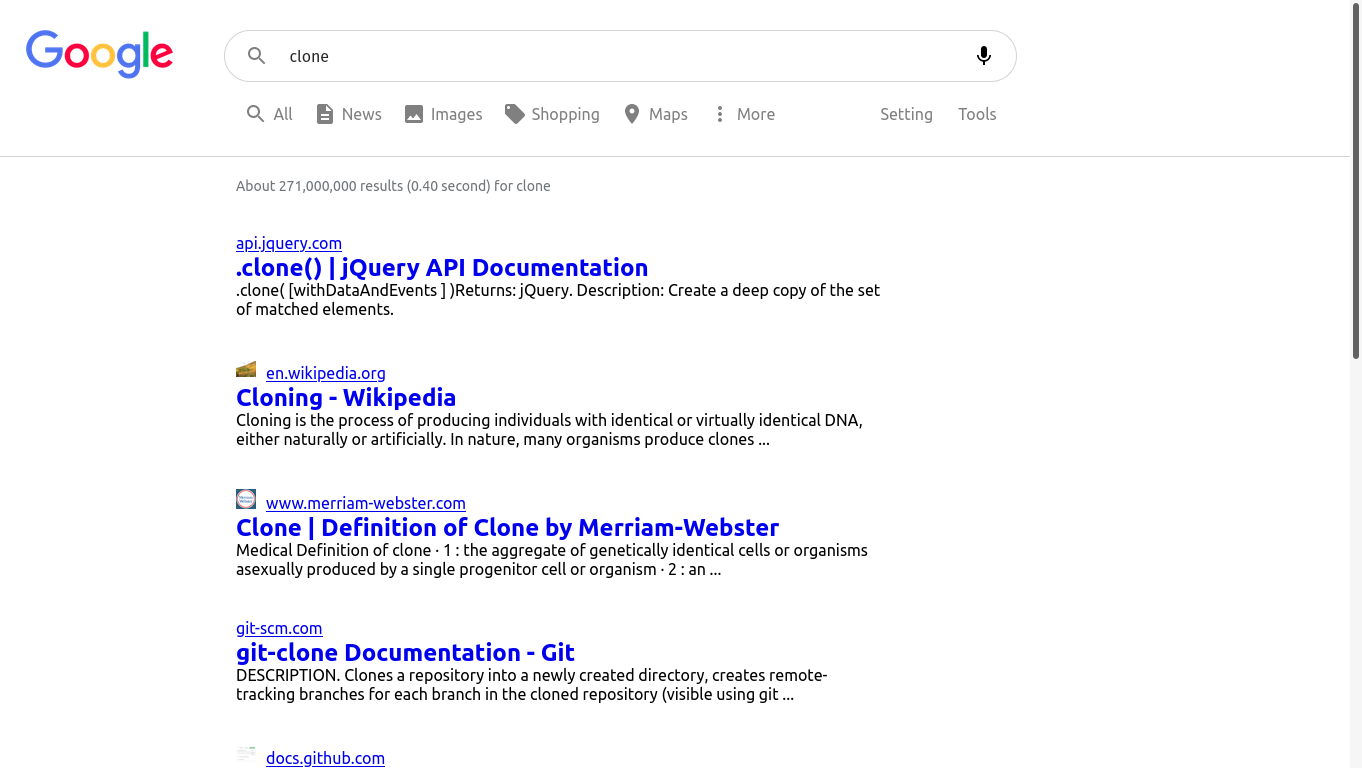 Google
clone
All News Images Shopping Maps More Setting Tools
About 271,000,000 results (0.40 second) for clone
api.jquery.com
.clone() | jQuery API Documentation
.clone( [withDataAndEvents ] )Returns: jQuery. Description: Create a deep copy of the set
of matched elements.
en.wikipedia.org
Cloning - Wikipedia
Cloning is the process of producing individuals with identical or virtually identical DNA,
either naturally or artificially. In nature, many organisms produce clones ...
www.merriam-webster.com
Clone | Definition of Clone by Merriam-Webster
Medical Definition of clone · 1 : the aggregate of genetically identical cells or organisms
asexually produced by a single progenitor cell or organism · 2 : an ...
git-scm.com
git-clone Documentation - Git
DESCRIPTION. Clones a repository into a newly created directory, creates remote-
tracking branches for each branch in the cloned repository (visible using git ...
docs.github.com